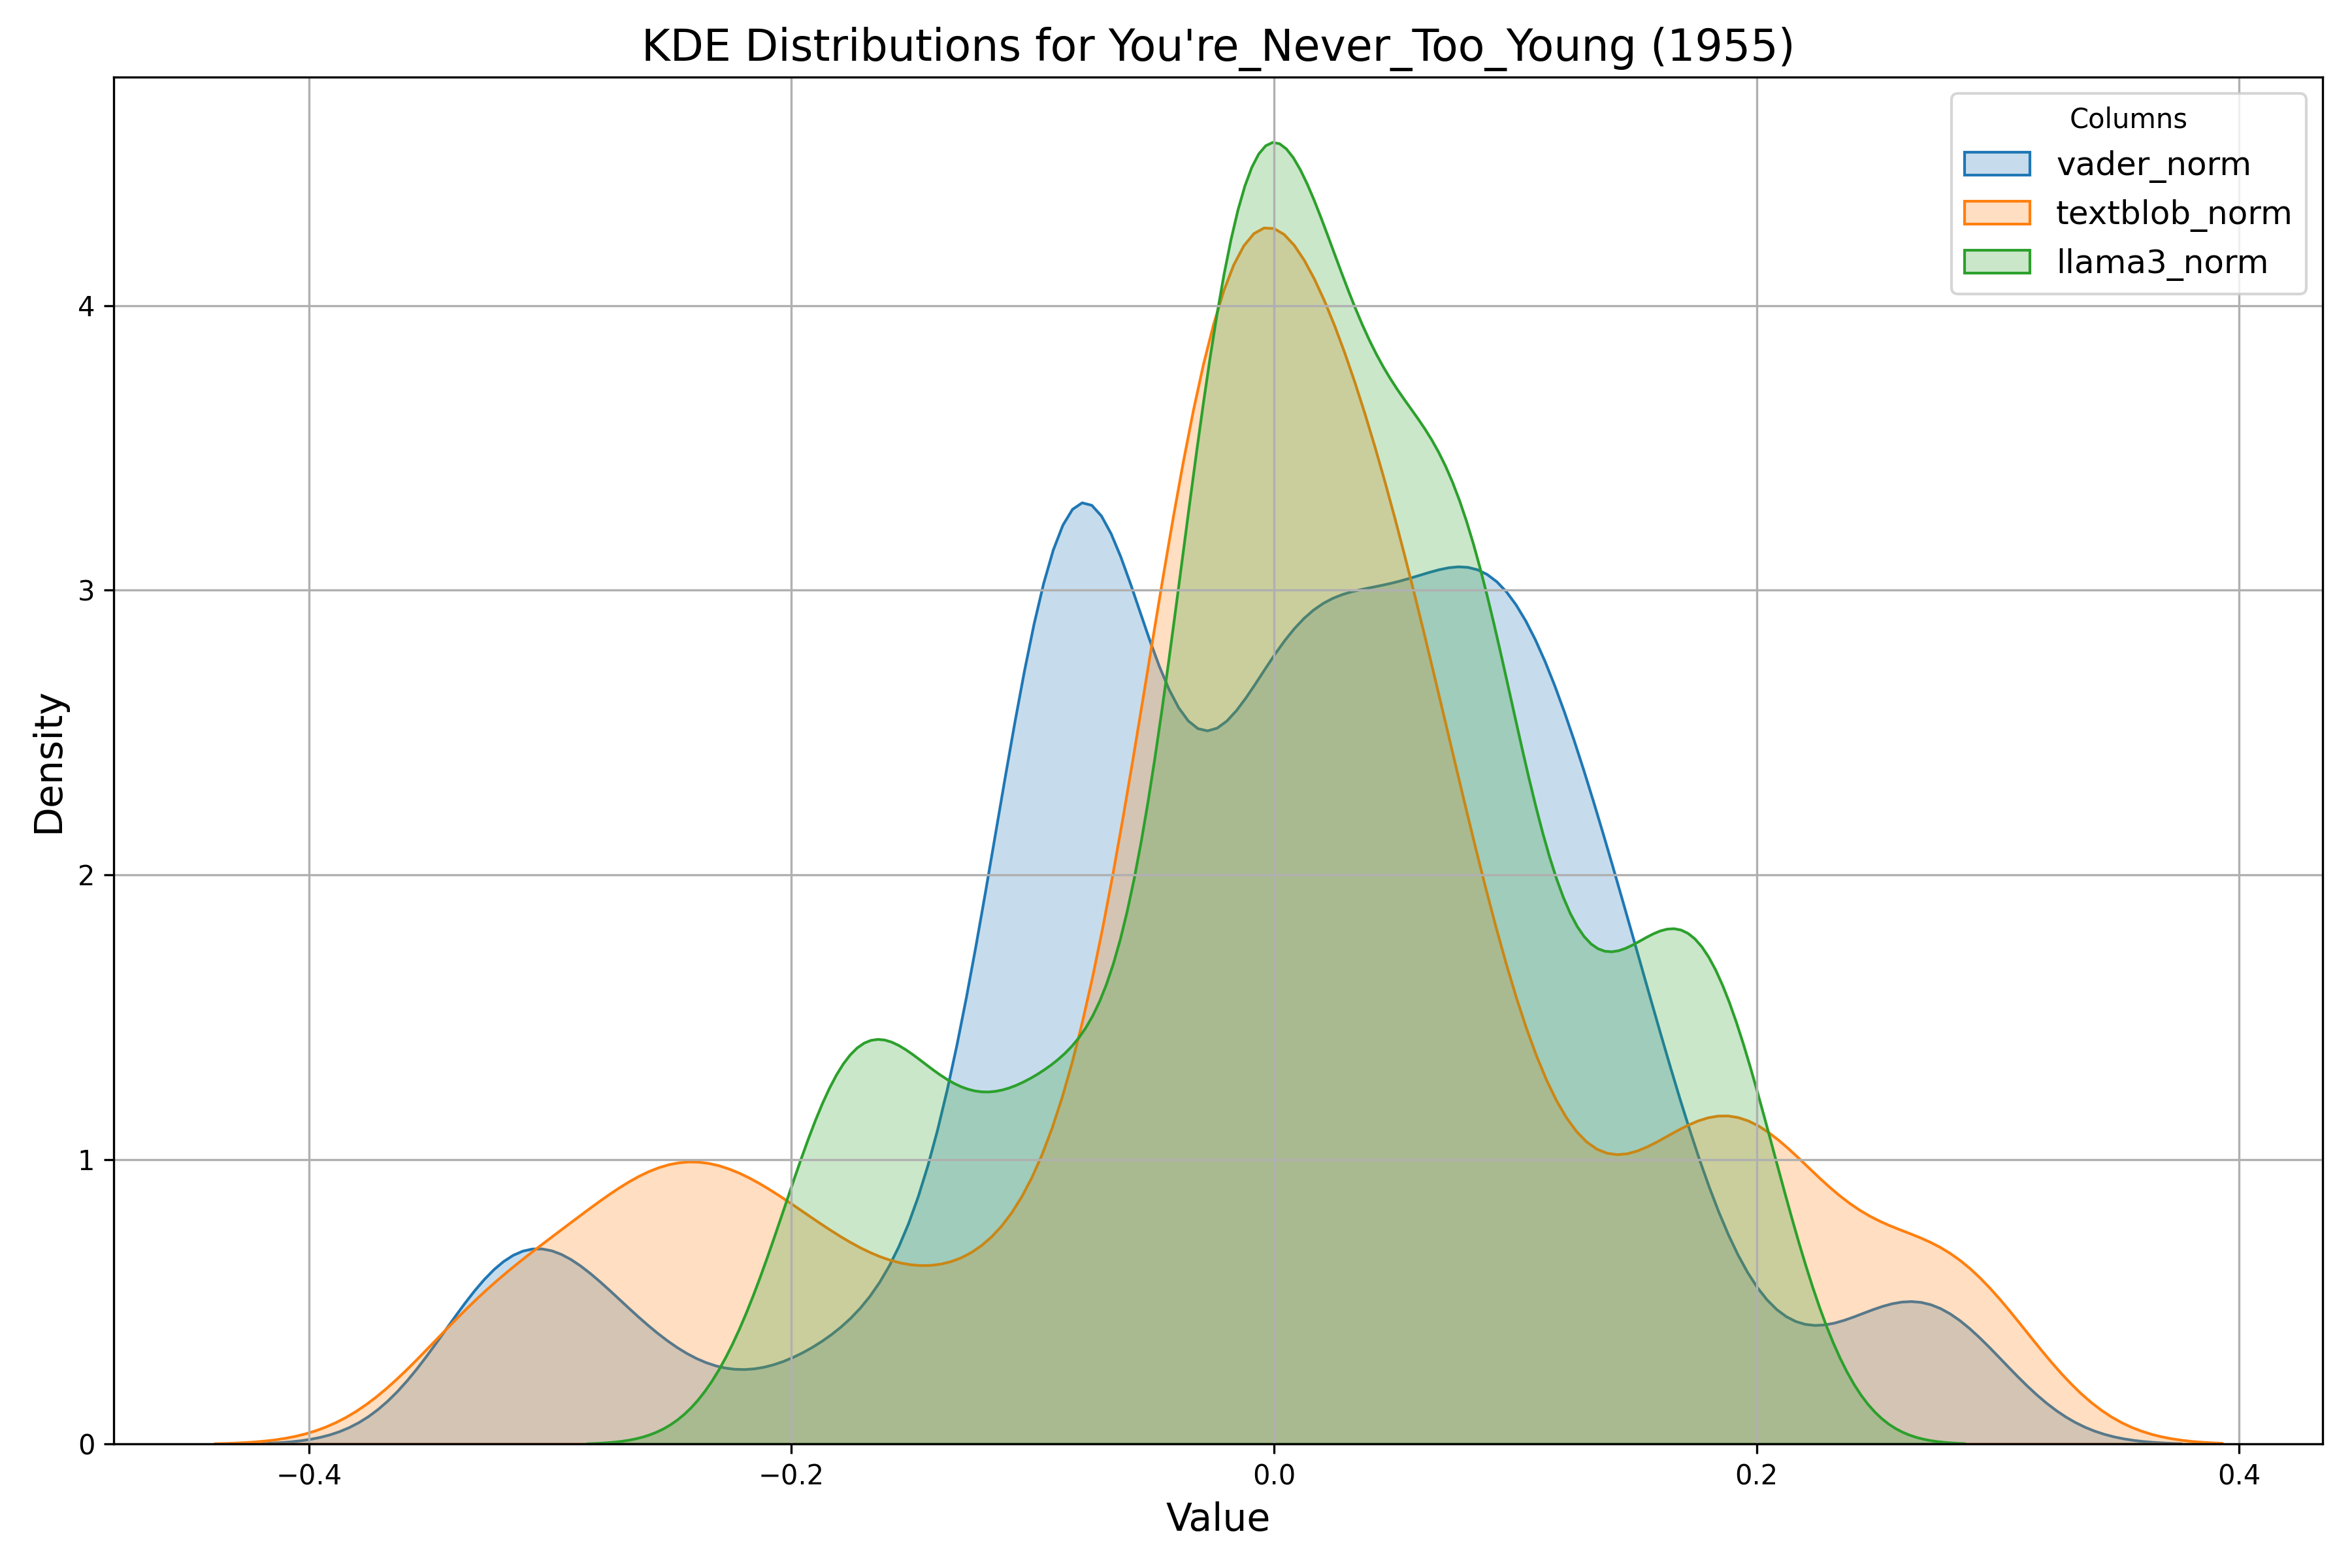 KDE Distributions for You're_Never_Too_Young (1955)
Columns
vader_norm
textblob_norm
llama3_norm
Density
4
3
2
1
0
−0.4
−0.2
0.0
0.2
0.4
Value